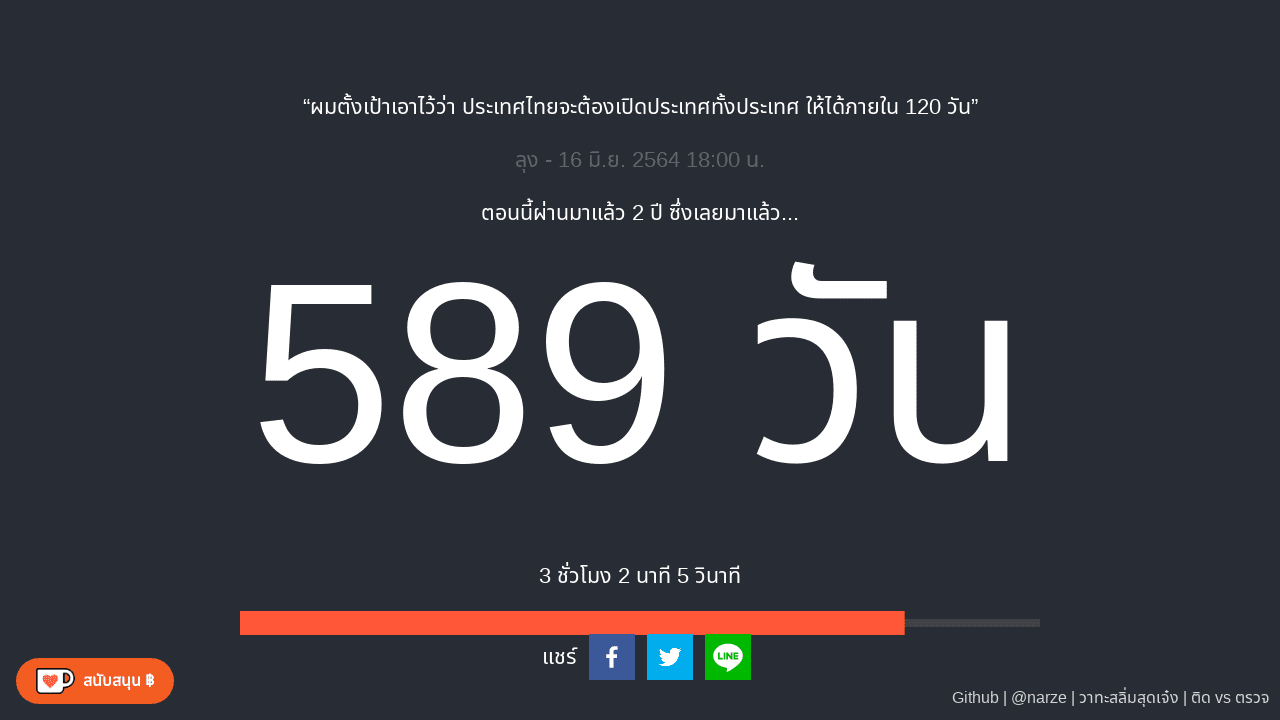 “ผมตั้งเป้าเอาไว้ว่า ประเทศไทยจะต้องเปิดประเทศทั้งประเทศ ให้ได้ภายใน 120 วัน”
ลุง - 16 มิ.ย. 2564 18:00 น.
ตอนนี้ผ่านมาแล้ว 2 ปี ซึ่งเลยมาแล้ว...
589 วัน
3 ชั่วโมง 2 นาที 5 วินาที
แชร์
LINE
สนับสนุน ฿
Github | @narze | วาทะสลิ่มสุดเจ๋ง | ติด vs ตรวจ